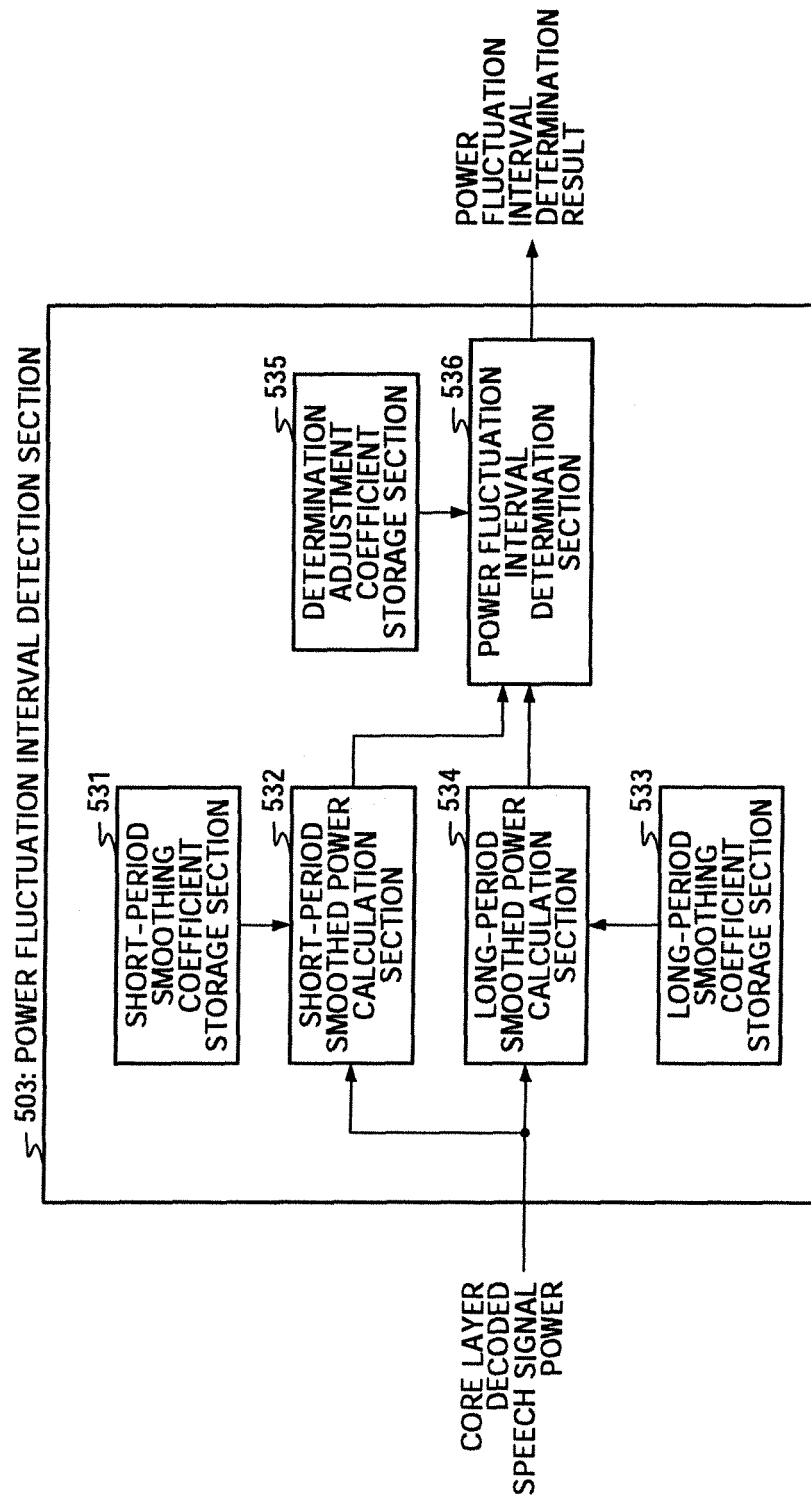 503: POWER FLUCTUATION INTERVAL DETECTION SECTION
531
SHORT-PERIOD
SMOOTHING
COEFFICIENT
STORAGE SECTION
532
SHORT-PERIOD
SMOOTHED POWER
CALCULATION
SECTION
534
LONG-PERIOD
SMOOTHED POWER
CALCULATION
SECTION
533
LONG-PERIOD
SMOOTHING
COEFFICIENT
STORAGE SECTION
535
DETERMINATION
ADJUSTMENT
COEFFICIENT
STORAGE SECTION
536
POWER FLUCTUATION
INTERVAL
DETERMINATION
SECTION
CORE LAYER
DECODED
SPEECH SIGNAL
POWER
POWER
FLUCTUATION
INTERVAL
DETERMINATION
RESULT